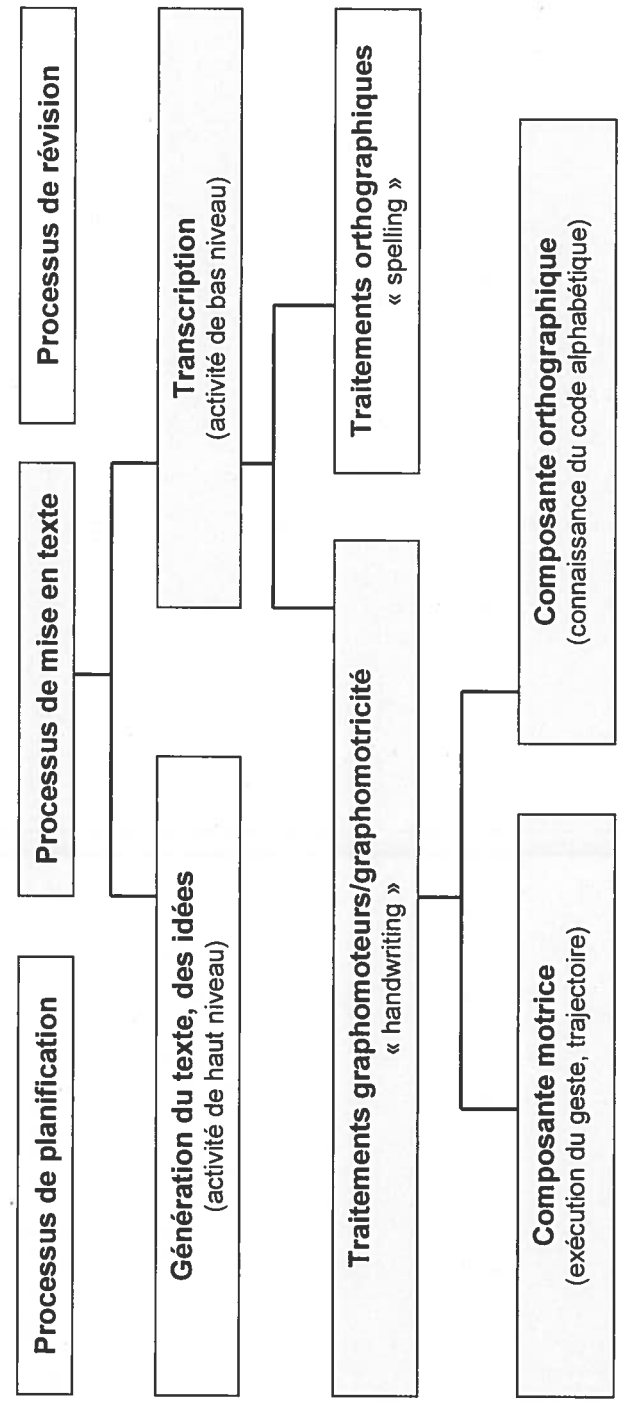 Processus de planification
Processus de mise en texte
Processus de révision
Génération du texte, des idées
(activité de haut niveau)
Transcription
(activité de bas niveau)
Traitements graphomoteurs/graphomotricité
« handwriting »
Traitements orthographiques
« spelling »
Composante motrice
(exécution du geste, trajectoire)
Composante orthographique
(connaissance du code alphabétique)